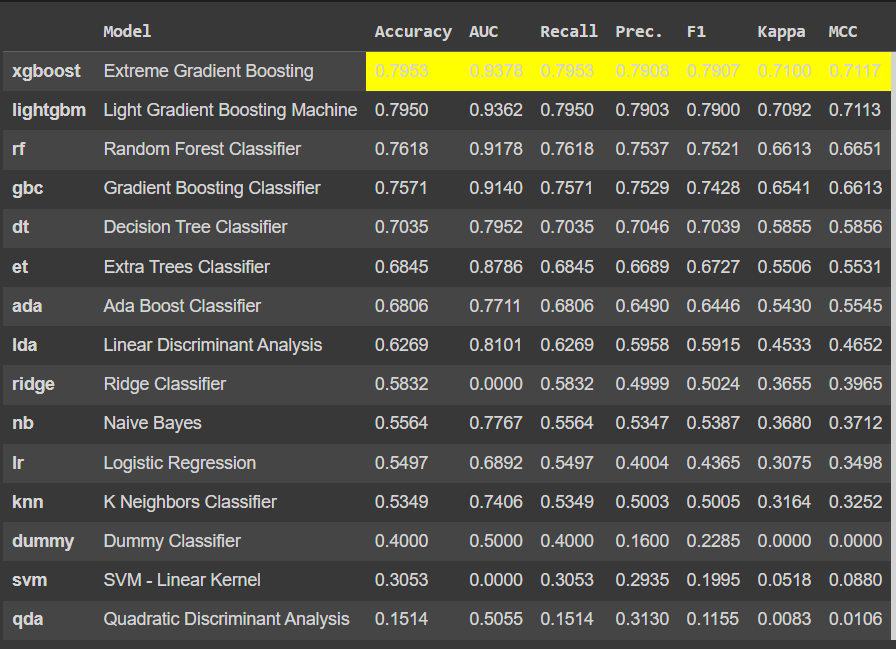 Model Accuracy AUC Recall Prec. F1 Kappa MCC
xgboost Extreme Gradient Boosting 0.7953 0.9378 0.7953 0.7908 0.7907 0.7100 0.7117
lightgbm Light Gradient Boosting Machine 0.7950 0.9362 0.7950 0.7903 0.7900 0.7092 0.7113
rf Random Forest Classifier 0.7618 0.9178 0.7618 0.7537 0.7521 0.6613 0.6651
gbc Gradient Boosting Classifier 0.7571 0.9140 0.7571 0.7529 0.7428 0.6541 0.6613
dt Decision Tree Classifier 0.7035 0.7952 0.7035 0.7046 0.7039 0.5855 0.5856
et Extra Trees Classifier 0.6845 0.8786 0.6845 0.6689 0.6727 0.5506 0.5531
ada Ada Boost Classifier 0.6806 0.7711 0.6806 0.6490 0.6446 0.5430 0.5545
lda Linear Discriminant Analysis 0.6269 0.8101 0.6269 0.5958 0.5915 0.4533 0.4652
ridge Ridge Classifier 0.5832 0.0000 0.5832 0.4999 0.5024 0.3655 0.3965
nb Naive Bayes 0.5564 0.7767 0.5564 0.5347 0.5387 0.3680 0.3712
lr Logistic Regression 0.5497 0.6892 0.5497 0.4004 0.4365 0.3075 0.3498
knn K Neighbors Classifier 0.5349 0.7406 0.5349 0.5003 0.5005 0.3164 0.3252
dummy Dummy Classifier 0.4000 0.5000 0.4000 0.1600 0.2285 0.0000 0.0000
svm SVM - Linear Kernel 0.3053 0.0000 0.3053 0.2935 0.1995 0.0518 0.0880
qda Quadratic Discriminant Analysis 0.1514 0.5055 0.1514 0.3130 0.1155 0.0083 0.0106